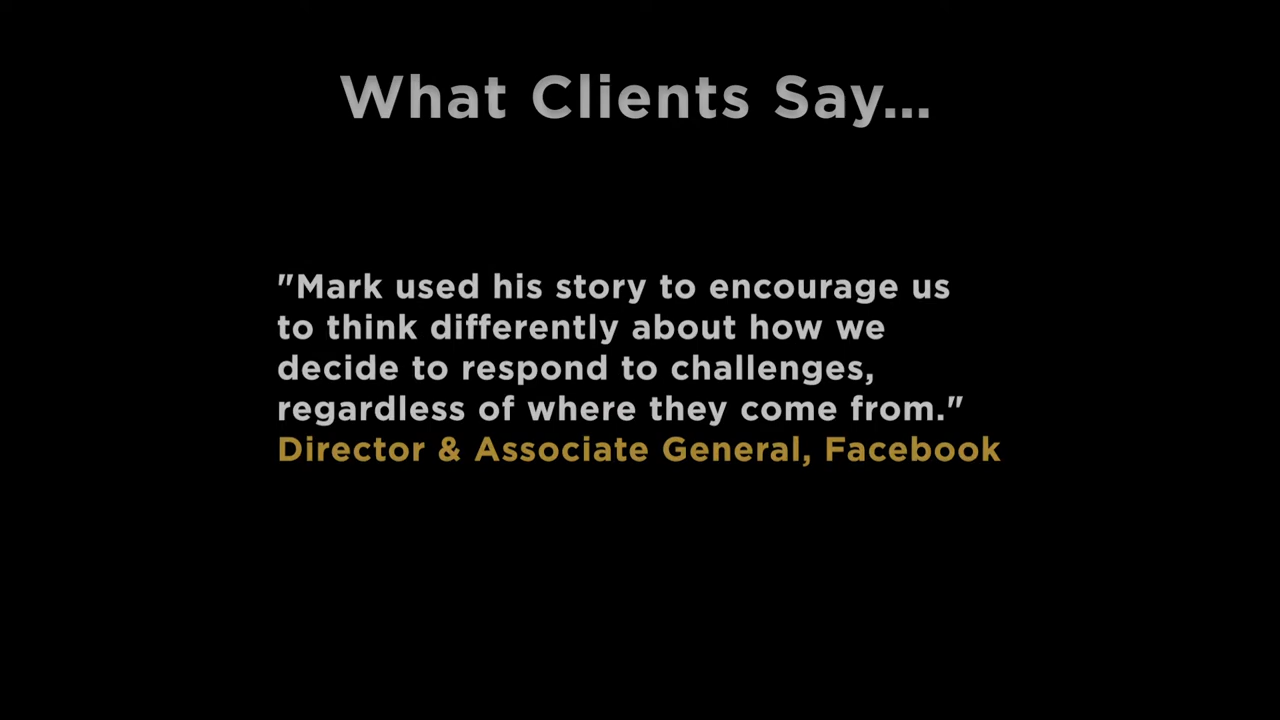 What Clients Say...
"Mark used his story to encourage us
to think differently about how we
decide to respond to challenges,
regardless of where they come from."
Director & Associate General, Facebook